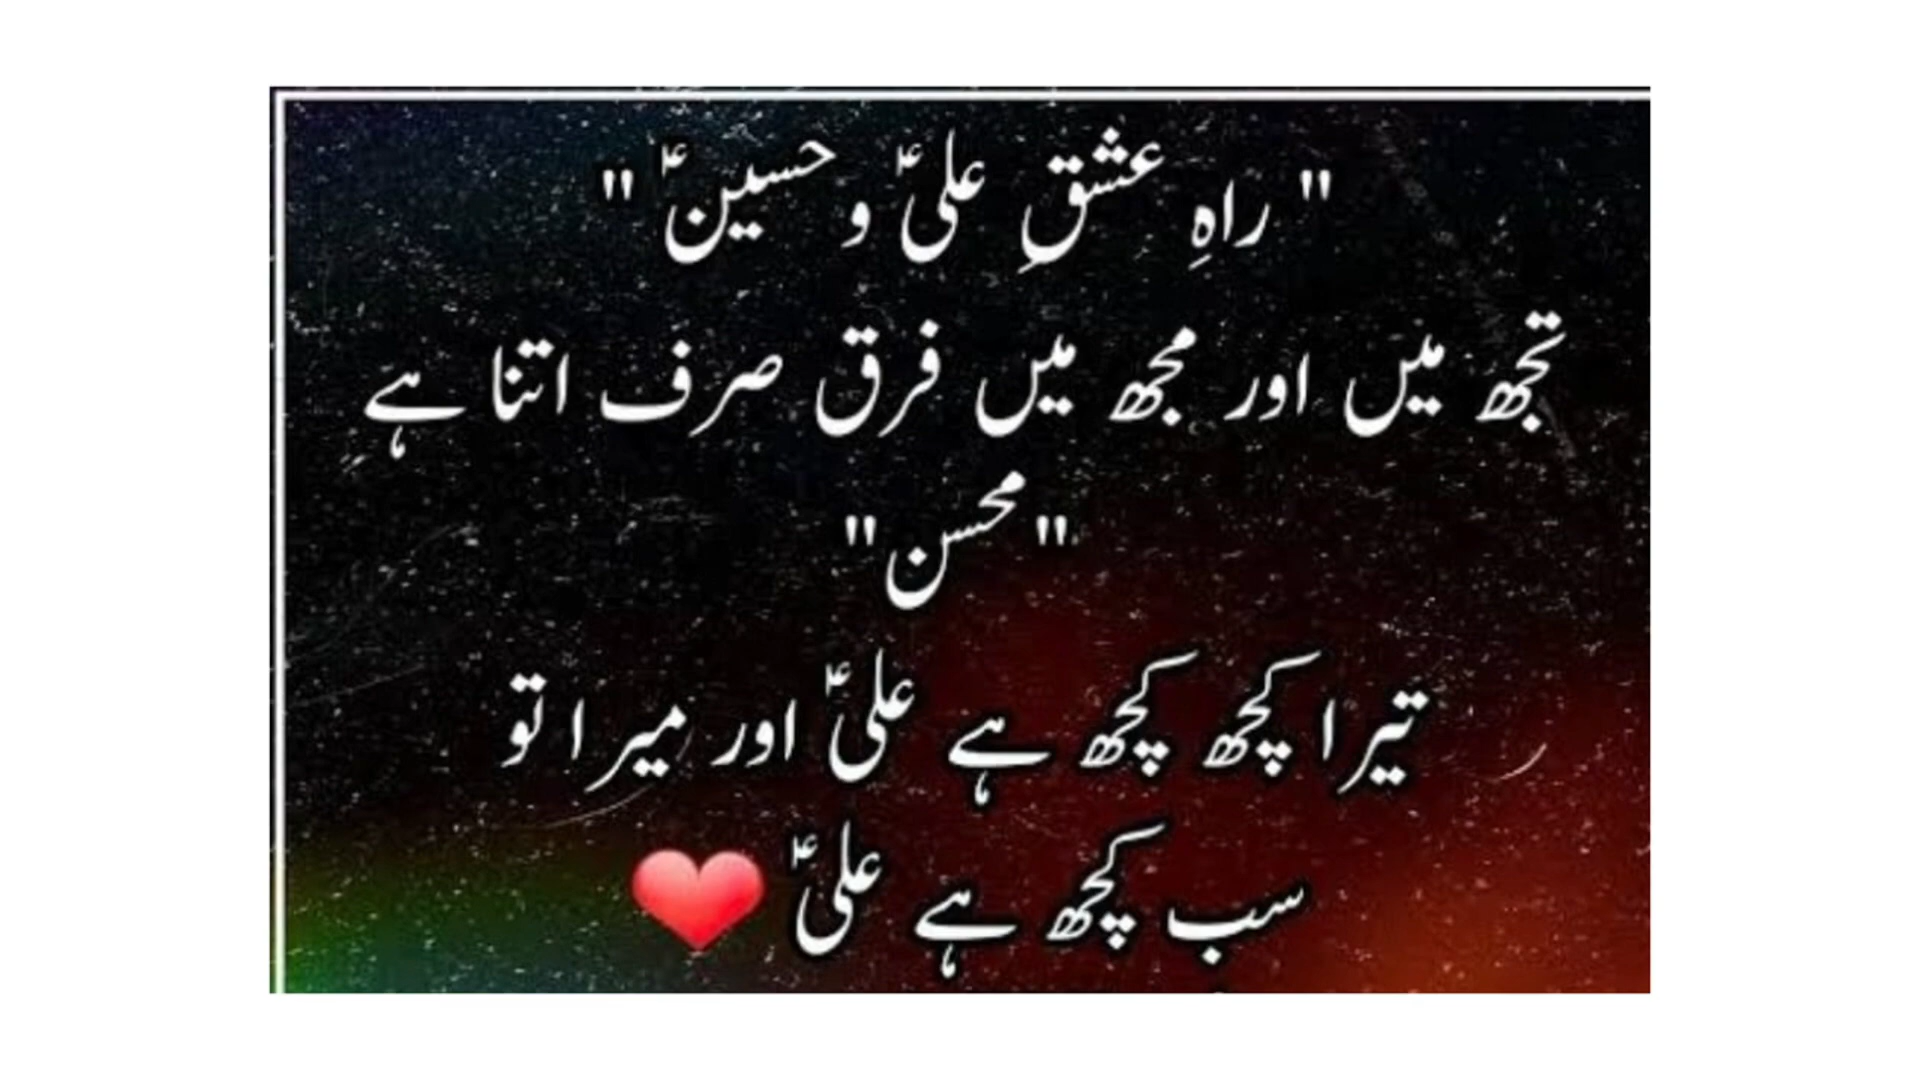 " راہِ عشقِ علیؑ و حسینؑ "
تجھ میں اور مجھ میں فرق صرف اتنا ہے
"محسن"
تیرا کچھ کچھ ہے علیؑ اور میرا تو
سب کچھ ہے علیؑ ❤